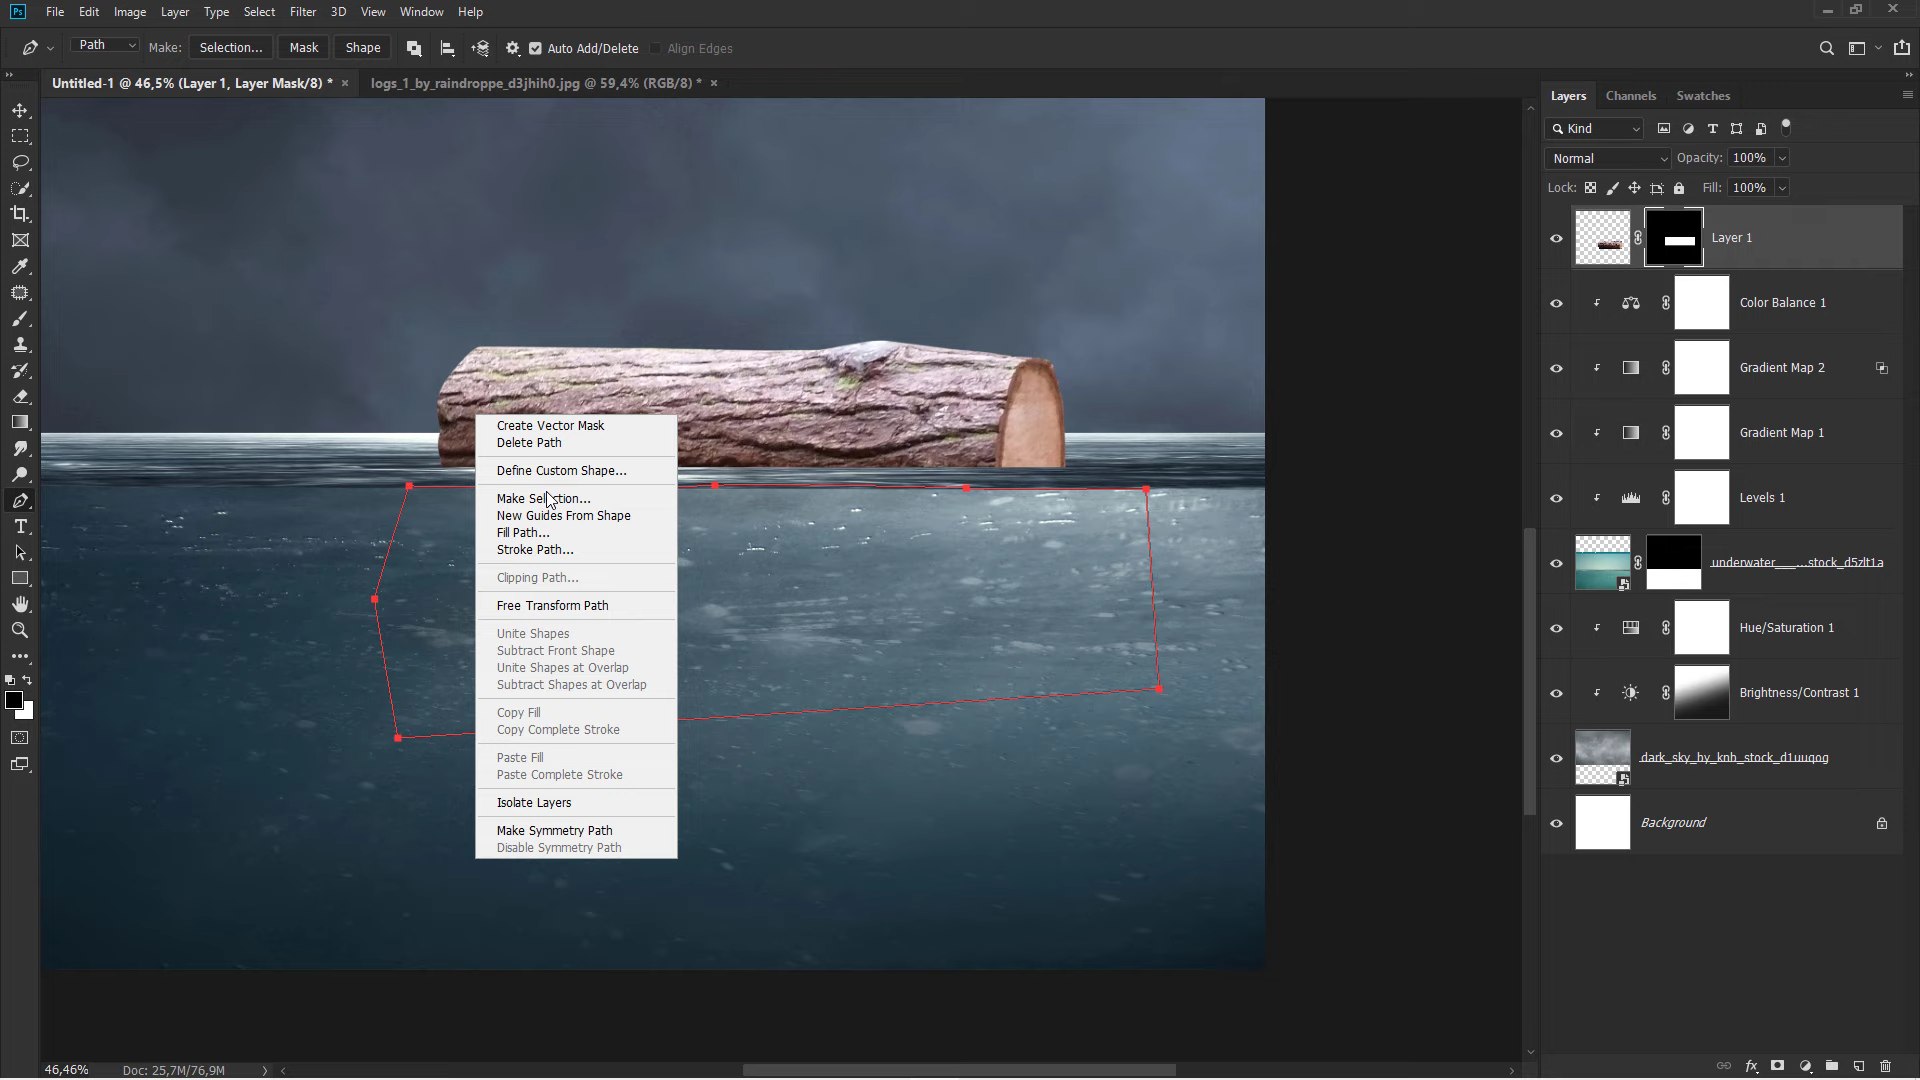 Ps File Edit Image Layer Type Select Filter 3D View Window Help
Path Make: Selection... Mask Shape Auto Add/Delete Align Edges
Untitled-1 @ 46,5% (Layer 1, Layer Mask/8) * × logs_1_by_raindroppe_d3jhih0.jpg @ 59,4% (RGB/8) * ×
Layers Channels Swatches
Kind
Normal Opacity: 100%
Lock: Fill: 100%
Layer 1
Color Balance 1
Gradient Map 2
Gradient Map 1
Levels 1
underwater___...stock_d5zlt1a
Hue/Saturation 1
Brightness/Contrast 1
dark_sky_by_knb_stock_d1uuqog
Background
Create Vector Mask
Delete Path
Define Custom Shape...
Make Selection...
New Guides From Shape
Fill Path...
Stroke Path...
Clipping Path...
Free Transform Path
Unite Shapes
Subtract Front Shape
Unite Shapes at Overlap
Subtract Shapes at Overlap
Copy Fill
Copy Complete Stroke
Paste Fill
Paste Complete Stroke
Isolate Layers
Make Symmetry Path
Disable Symmetry Path
46,46% Doc: 25,7M/76,9M